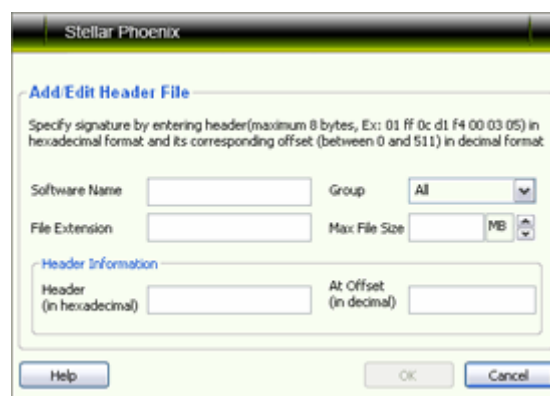 Stellar Phoenix
Add/Edit Header File
Specify signature by entering header(maximum 8 bytes, Ex: 01 ff 0c d1 f4 00 03 05) in
hexadecimal format and its corresponding offset (between 0 and 511) in decimal format
Software Name
Group All
File Extension
Max File Size MB
Header Information
Header
(in hexadecimal)
At Offset
(in decimal)
Help OK Cancel